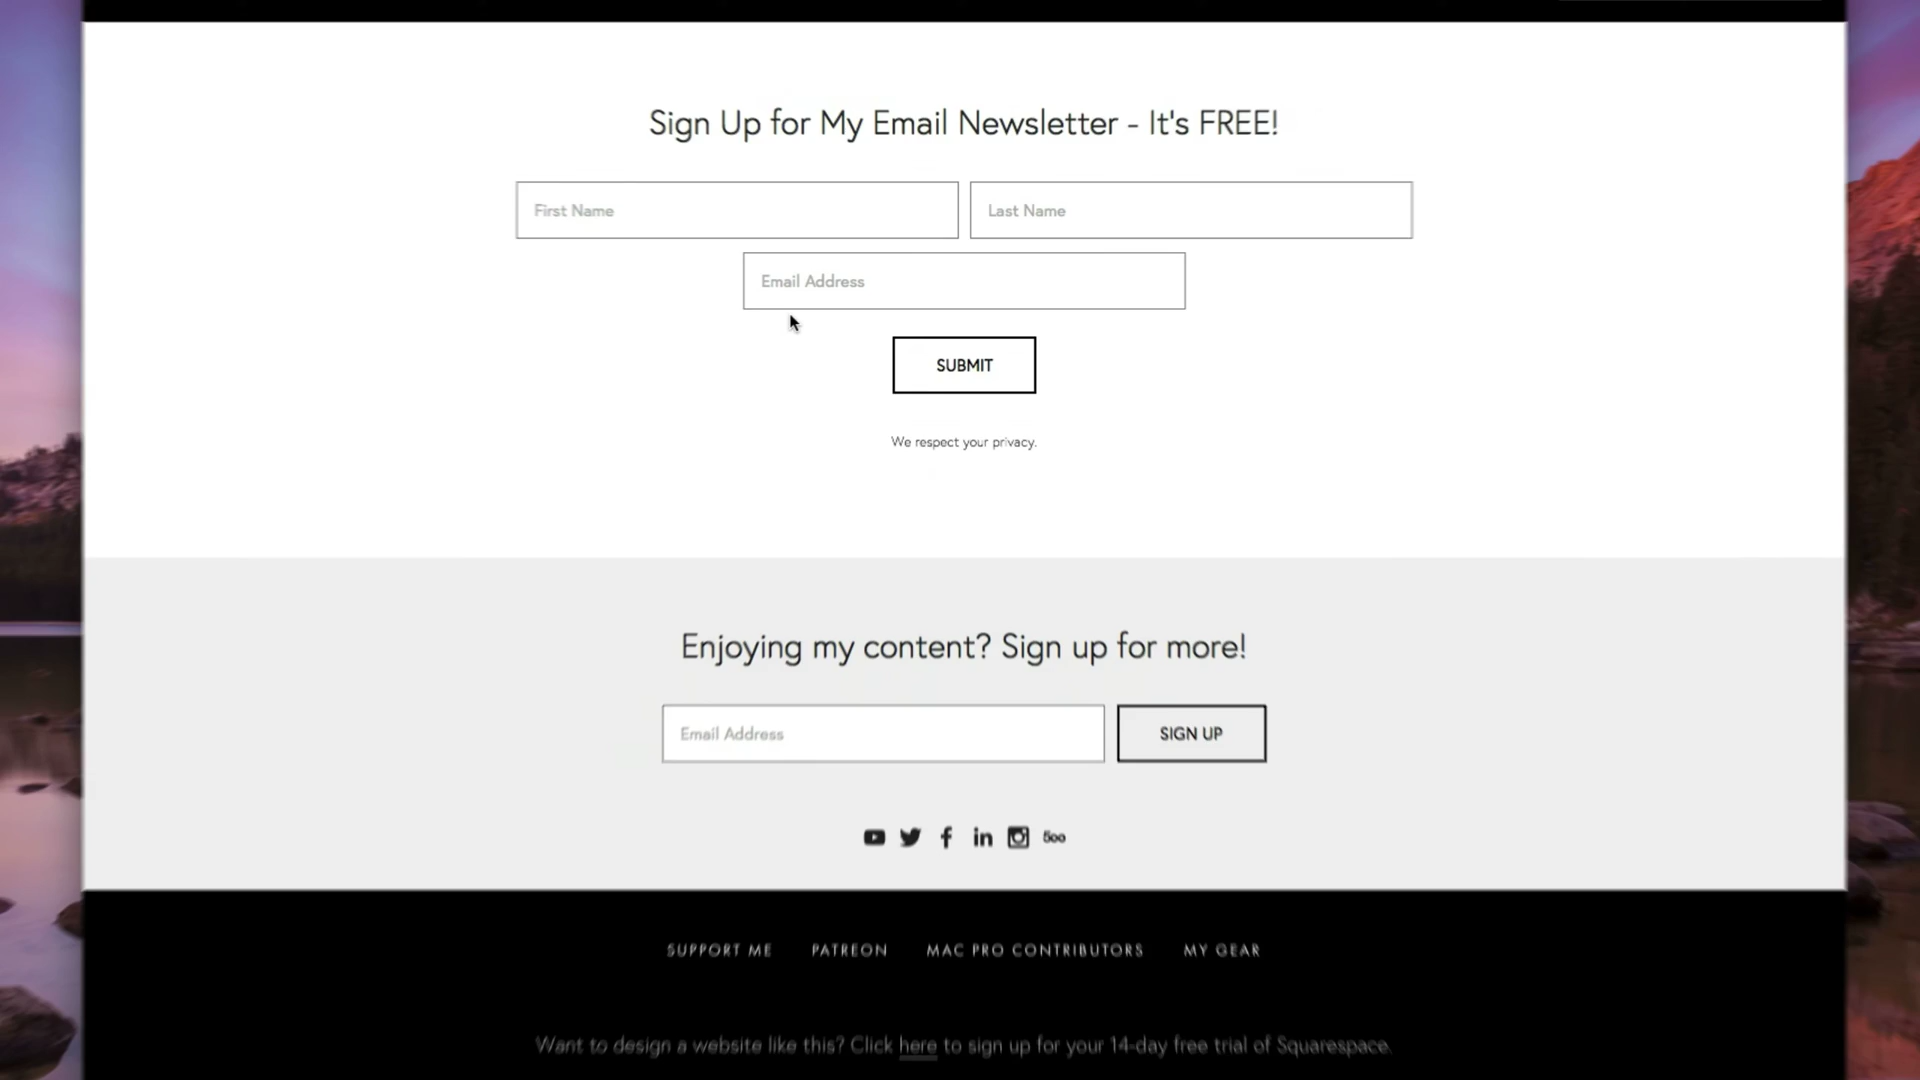 Sign Up for My Email Newsletter - It's FREE!
First Name
Last Name
Email Address
SUBMIT
We respect your privacy.
Enjoying my content? Sign up for more!
Email Address
SIGN UP
500
SUPPORT ME
PATREON
MAC PRO CONTRIBUTORS
MY GEAR
Want to design a website like this? Click here to sign up for your 14-day free trial of Squarespace.